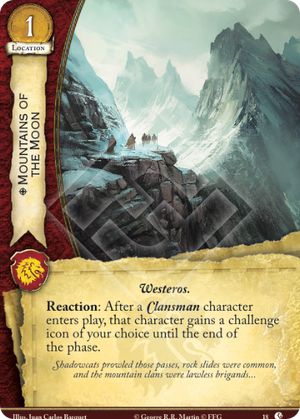 1
LOCATION
MOUNTAINS OF
THE MOON
Westeros.
Reaction: After a Clansman character
enters play, that character gains a challenge
icon of your choice until the end of
the phase.
Shadowcats prowled those passes, rock slides were common,
and the mountain clans were lawless brigands...
Illus. Juan Carlos Barquet
© George R.R. Martin © FFG
18